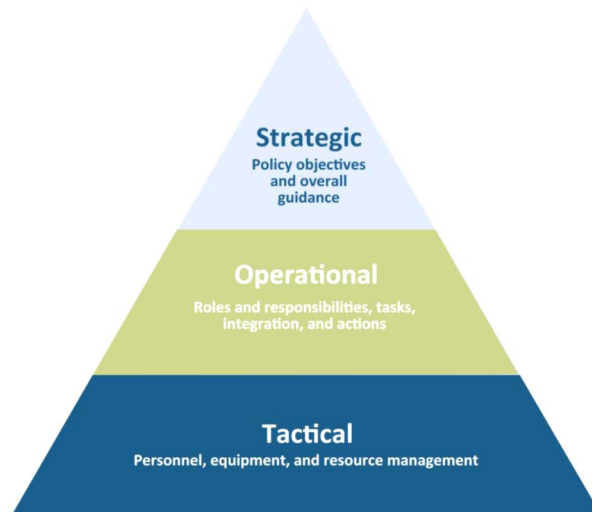 Strategic
Policy objectives
and overall
guidance
Operational
Roles and responsibilities, tasks,
integration, and actions
Tactical
Personnel, equipment, and resource management